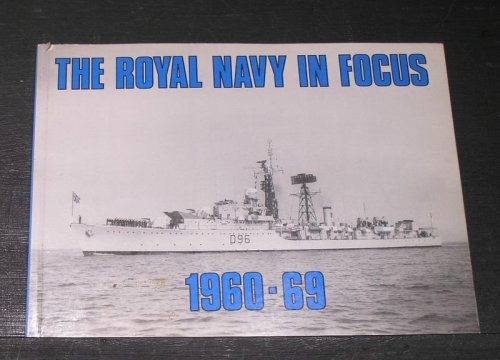 THE ROYAL NAVY IN FOCUS
D96
1960-69